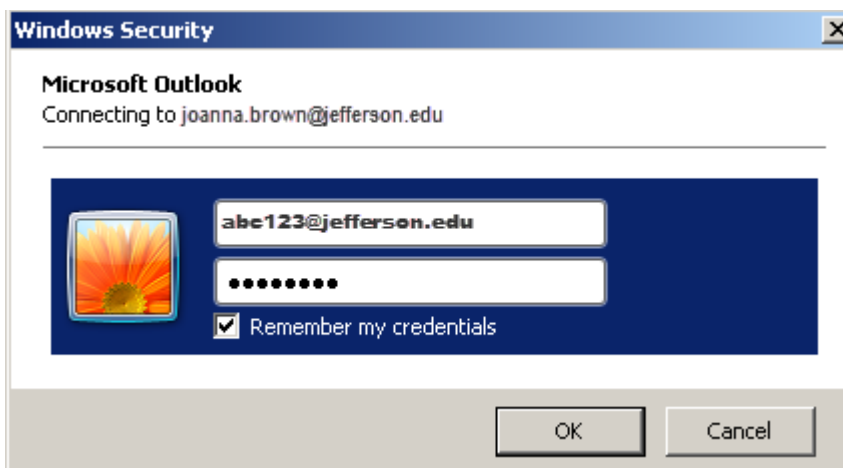 Windows Security
Microsoft Outlook
Connecting to joanna.brown@jefferson.edu
abc123@jefferson.edu
●●●●●●●●
Remember my credentials
OK Cancel